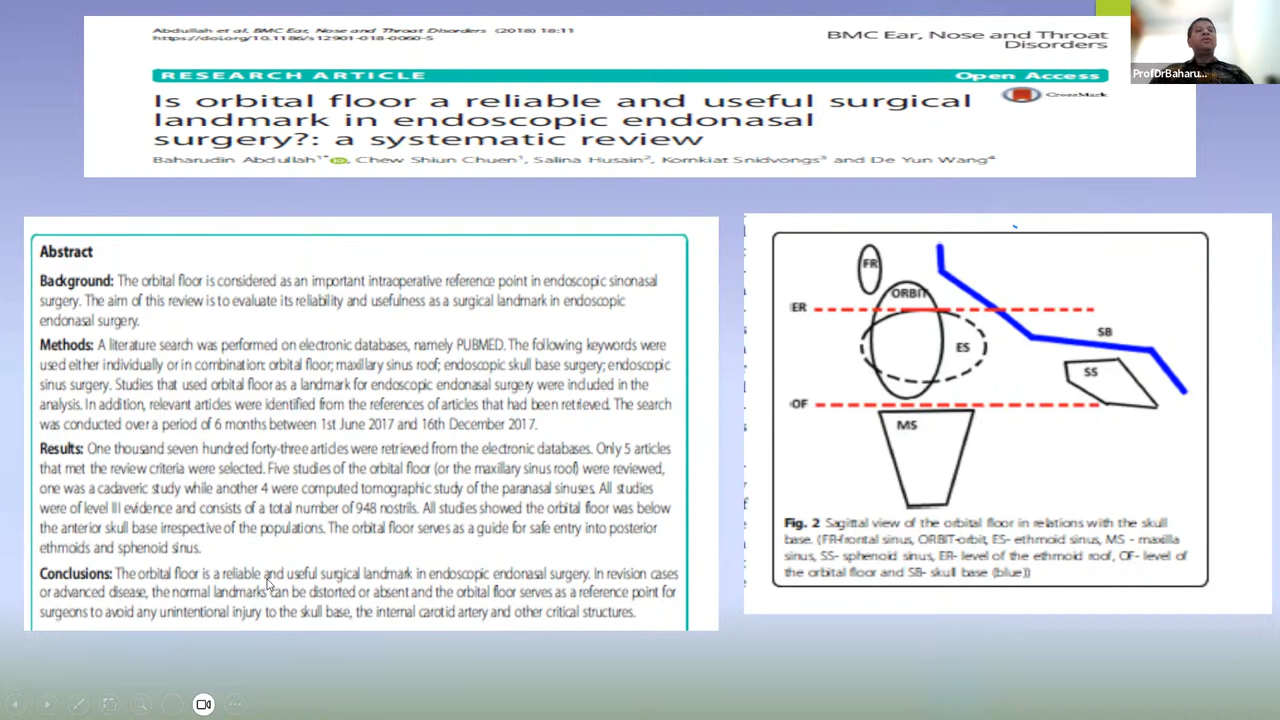 Abdullah et al. BMC Ear, Nose and Throat Disorders (2018) 18:11
https://doi.org/10.1186/s12901-018-0060-5
BMC Ear, Nose and Throat
Disorders
RESEARCH ARTICLE
Open Access
Is orbital floor a reliable and useful surgical
landmark in endoscopic endonasal
surgery?: a systematic review
CrossMark
Baharudin Abdullah1*, Chew Shiun Chuen1, Salina Husain2, Kornkiat Snidvongs3 and De Yun Wang4
ProfDrBaharu...
Abstract
Background: The orbital floor is considered as an important intraoperative reference point in endoscopic sinonasal
surgery. The aim of this review is to evaluate its reliability and usefulness as a surgical landmark in endoscopic
endonasal surgery.
Methods: A literature search was performed on electronic databases, namely PUBMED. The following keywords were
used either individually or in combination: orbital floor; maxillary sinus roof; endoscopic skull base surgery; endoscopic
sinus surgery. Studies that used orbital floor as a landmark for endoscopic endonasal surgery were included in the
analysis. In addition, relevant articles were identified from the references of articles that had been retrieved. The search
was conducted over a period of 6 months between 1st June 2017 and 16th December 2017.
Results: One thousand seven hundred forty-three articles were retrieved from the electronic databases. Only 5 articles
that met the review criteria were selected. Five studies of the orbital floor (or the maxillary sinus roof) were reviewed,
one was a cadaveric study while another 4 were computed tomographic study of the paranasal sinuses. All studies
were of level III evidence and consists of a total number of 948 nostrils. All studies showed the orbital floor was below
the anterior skull base irrespective of the populations. The orbital floor serves as a guide for safe entry into posterior
ethmoids and sphenoid sinus.
Conclusions: The orbital floor is a reliable and useful surgical landmark in endoscopic endonasal surgery. In revision cases
or advanced disease, the normal landmarks can be distorted or absent and the orbital floor serves as a reference point for
surgeons to avoid any unintentional injury to the skull base, the internal carotid artery and other critical structures.
FR
ORBIT
ER
ES
SB
SS
OF
MS
Fig. 2 Sagittal view of the orbital floor in relations with the skull
base. (FR-frontal sinus, ORBIT-orbit, ES- ethmoid sinus, MS - maxilla
sinus, SS- sphenoid sinus, ER- level of the ethmoid roof, OF- level of
the orbital floor and SB- skull base (blue))